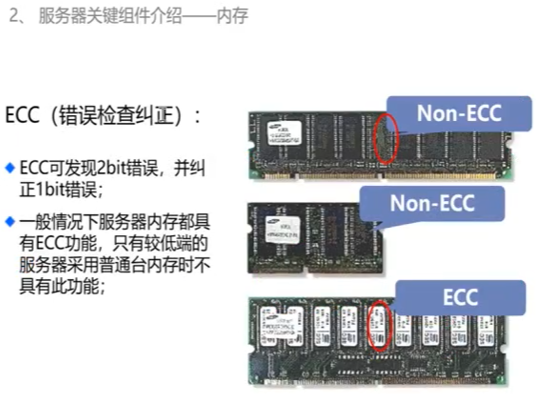 2、 服务器关键组件介绍——内存
ECC（错误检查纠正）：
ECC可发现2bit错误，并纠
正1bit错误；
一般情况下服务器内存都具
有ECC功能，只有较低端的
服务器采用普通台内存时不
具有此功能；
Non-ECC
Non-ECC
ECC